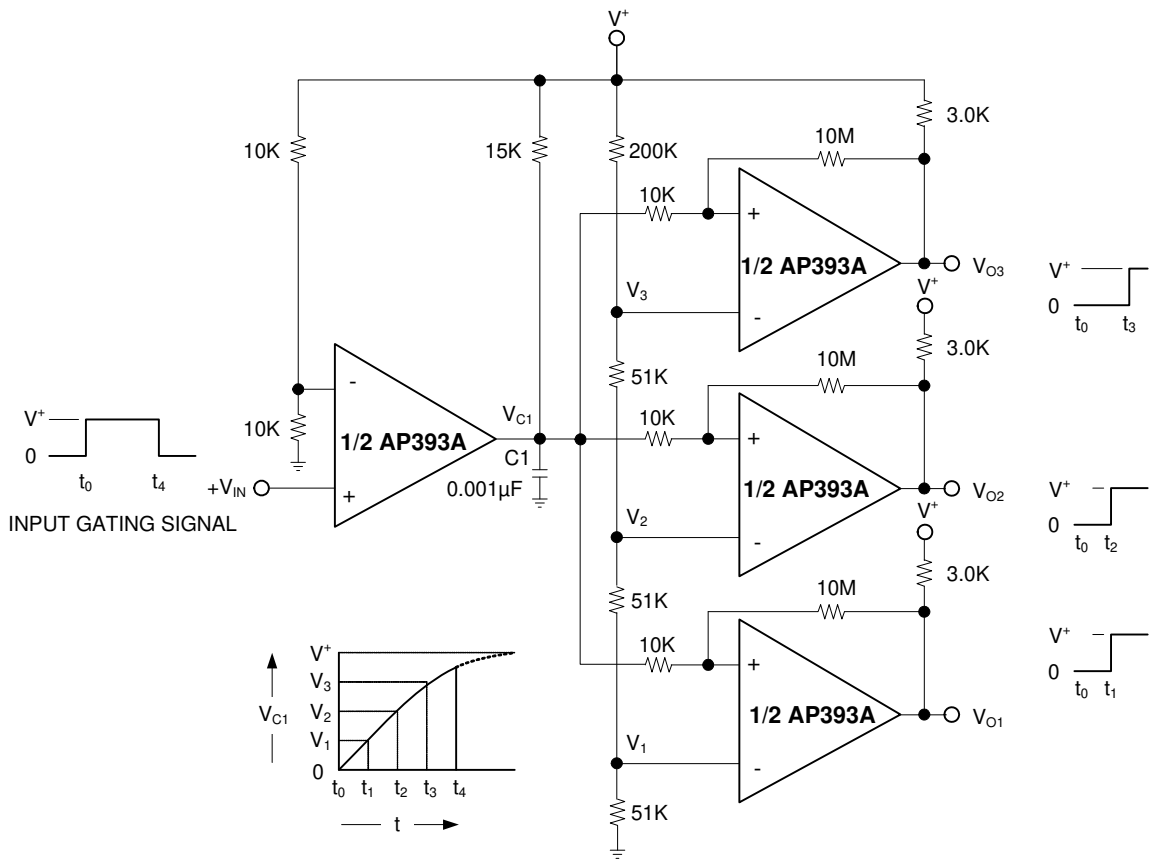 V+
10K
15K
200K
10M
3.0K
10K
+
1/2 AP393A
VO3
V+
0
t0
t3
V3
-
V+
3.0K
51K
10M
-
V+
0
t0
t4
10K
1/2 AP393A
VC1
10K
+
1/2 AP393A
C1
0.001µF
+VIN
+
INPUT GATING SIGNAL
VO2
V+
0
t0
t2
V2
-
V+
3.0K
51K
10M
V+
V3
V2
V1
0
VC1
t0
t1
t2
t3
t4
t
10K
+
1/2 AP393A
VO1
V+
0
t0
t1
V1
-
51K